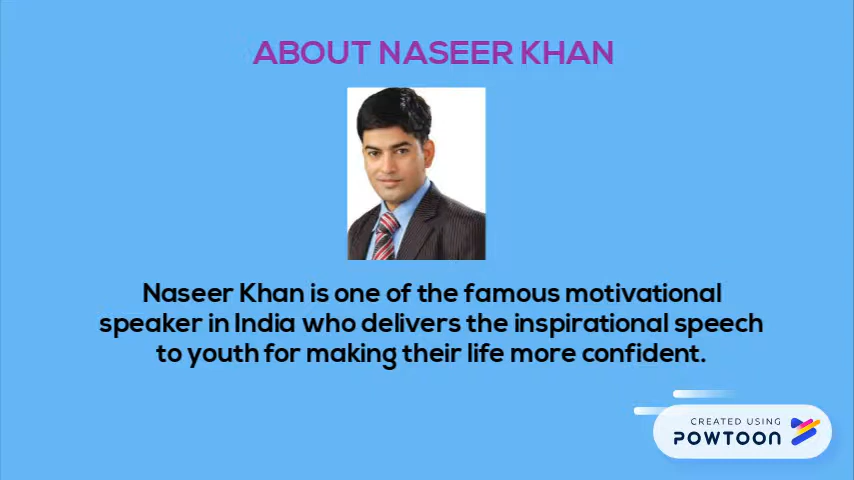 ABOUT NASEER KHAN
Naseer Khan is one of the famous motivational
speaker in India who delivers the inspirational speech
to youth for making their life more confident.
CREATED USING
POWTOON